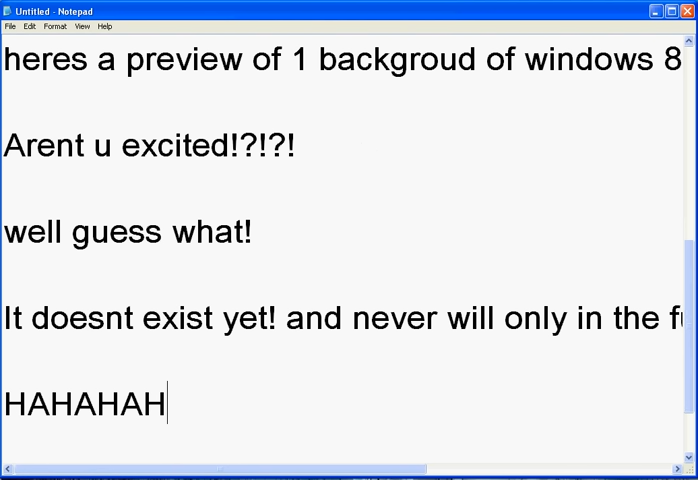 Untitled - Notepad
File Edit Format View Help
heres a preview of 1 backgroud of windows 8
Arent u excited!?!?!
well guess what!
It doesnt exist yet! and never will only in the
HAHAHAH